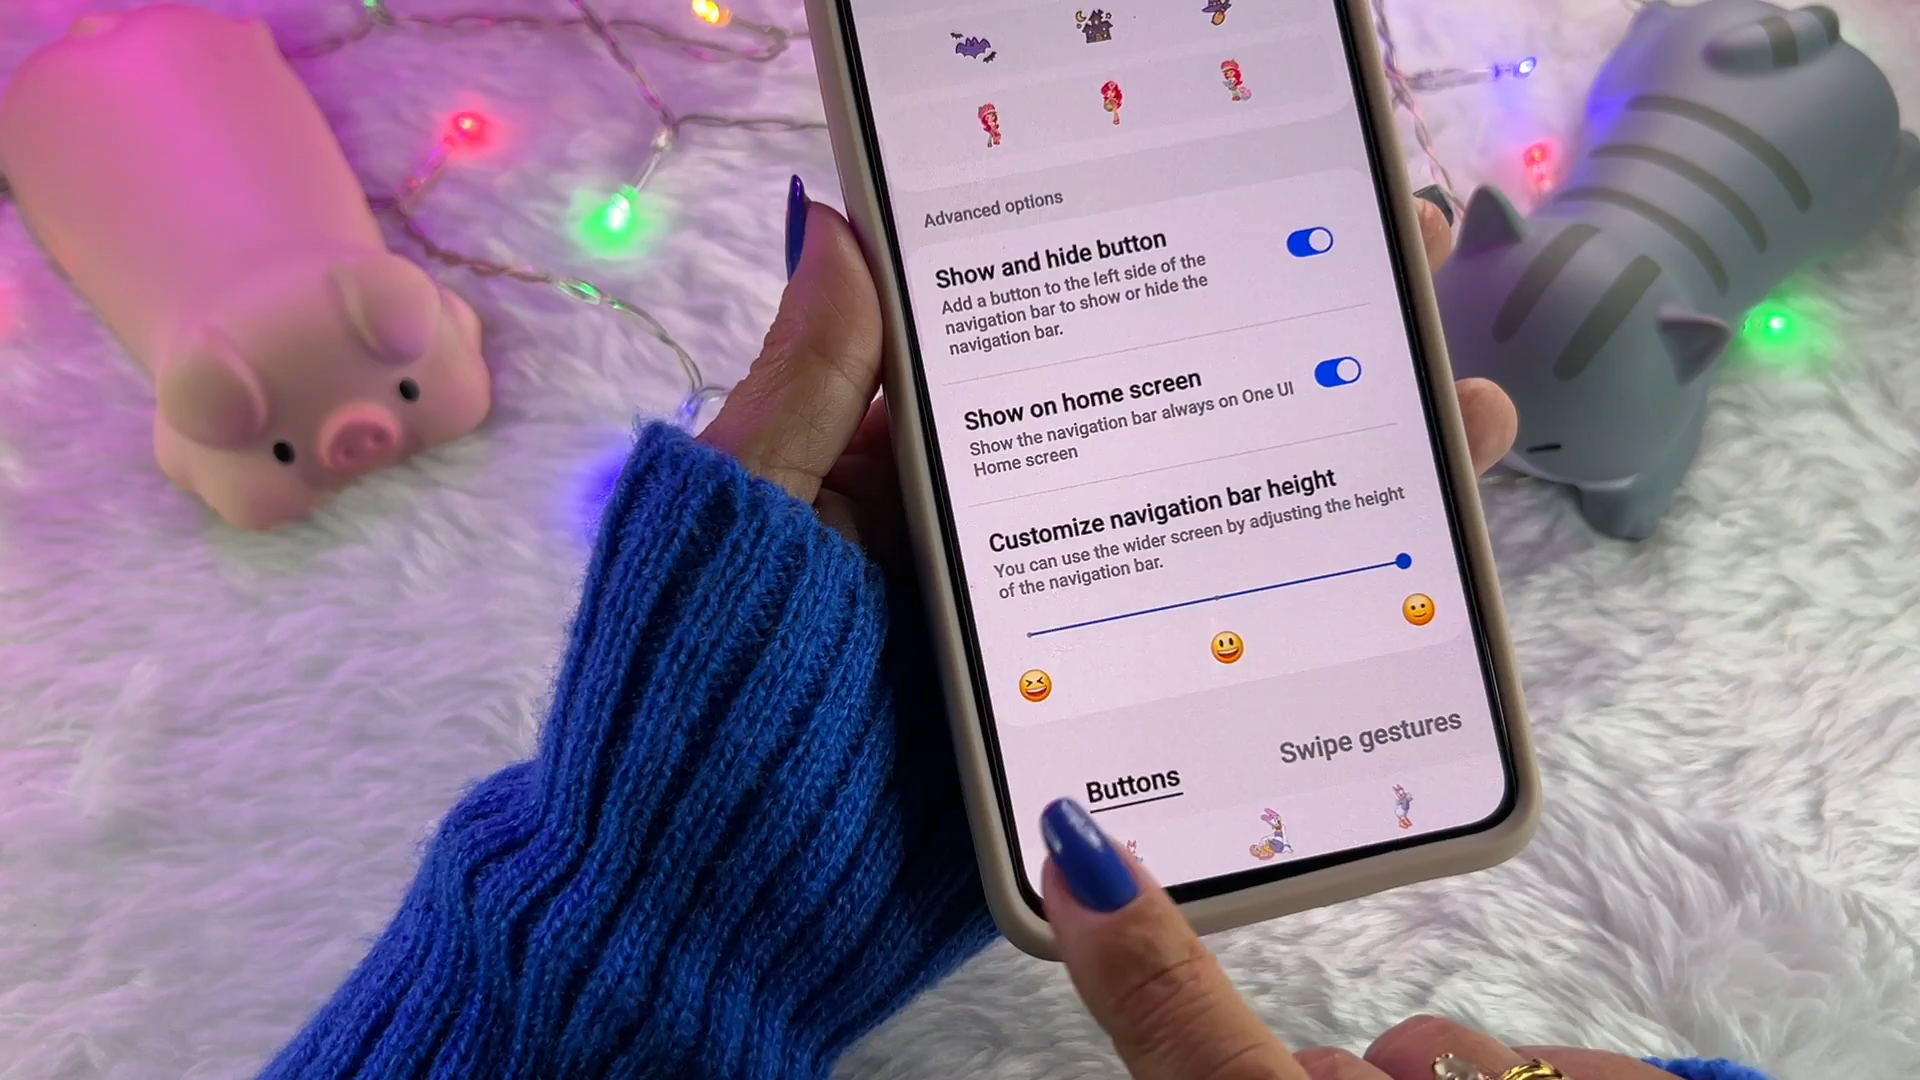 Advanced options
Show and hide button
Add a button to the left side of the
navigation bar to show or hide the
navigation bar.
Show on home screen
Show the navigation bar always on One UI
Home screen
Customize navigation bar height
You can use the wider screen by adjusting the height
of the navigation bar.
Buttons
Swipe gestures